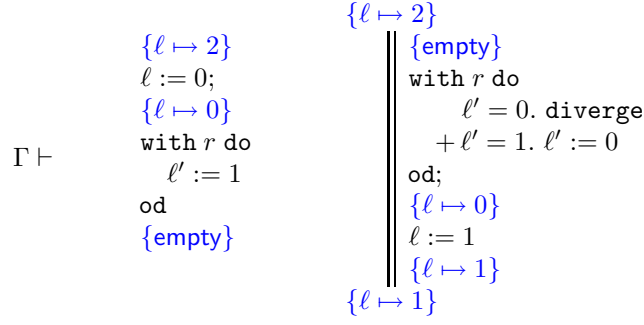 {ℓ ↦ 2}
{ℓ ↦ 2}
ℓ := 0;
{ℓ ↦ 0}
with r do
ℓ′ := 1
od
{empty}
Γ ⊢
{empty}
with r do
ℓ′ = 0. diverge
+ ℓ′ = 1. ℓ′ := 0
od;
{ℓ ↦ 0}
ℓ := 1
{ℓ ↦ 1}
{ℓ ↦ 1}